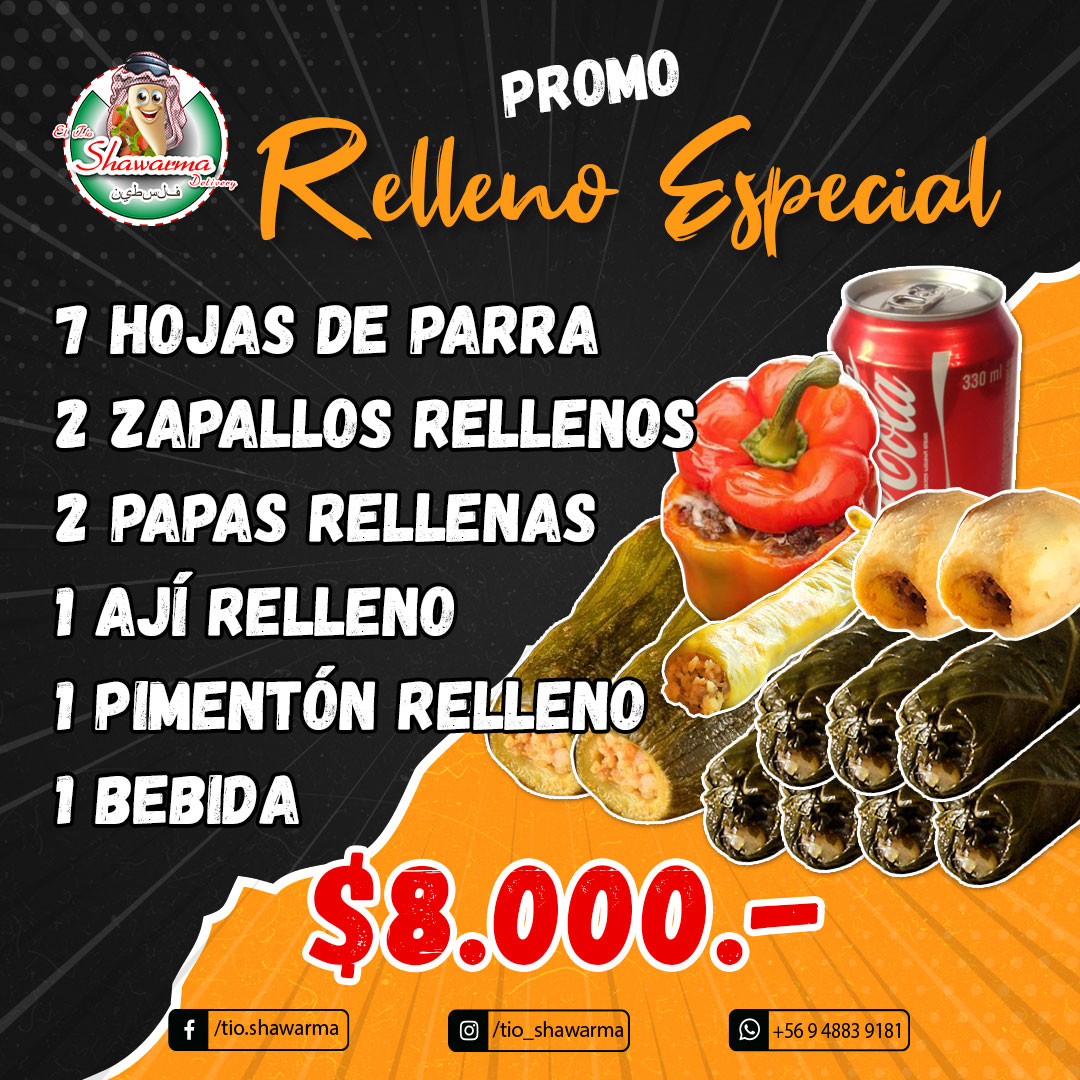 El Tío
Shawarma
Delivery
فلسطين
PROMO
Relleno Especial
7 HOJAS DE PARRA
2 ZAPALLOS RELLENOS
2 PAPAS RELLENAS
1 AJÍ RELLENO
1 PIMENTÓN RELLENO
1 BEBIDA
330 ml
Cola
$8.000.-
/tio.shawarma
/tio_shawarma
+56 9 4883 9181